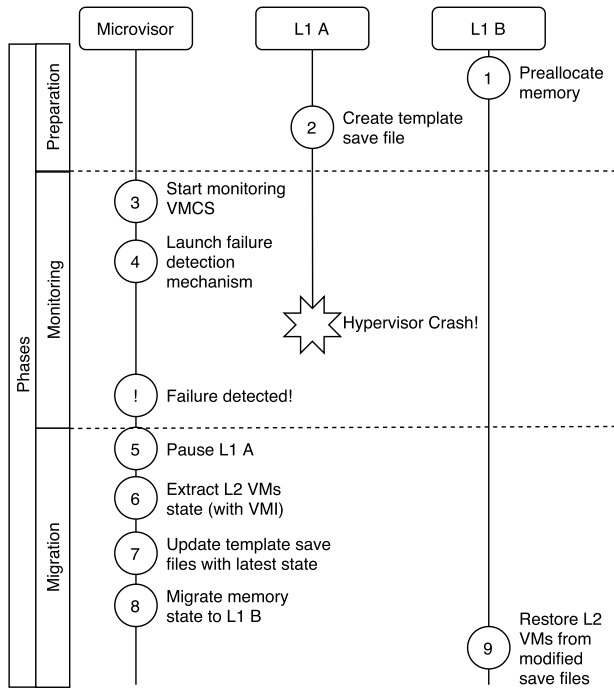 Microvisor
L1 A
L1 B
Phases
Preparation
1
Preallocate
memory
2
Create template
save file
Monitoring
3
Start monitoring
VMCS
4
Launch failure
detection
mechanism
Hypervisor Crash!
!
Failure detected!
Migration
5
Pause L1 A
6
Extract L2 VMs
state (with VMI)
7
Update template save
files with latest state
8
Migrate memory
state to L1 B
9
Restore L2
VMs from
modified
save files